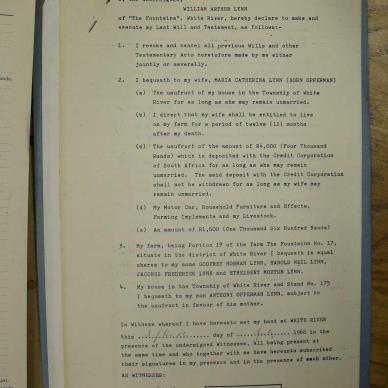 WILLIAM ARTHUR LYNN
of "The Fountains", White River, hereby declare to make and
execute my Last Will and Testament, as follows:-
1. I revoke and cancel all previous Wills and other
Testamentary Acts heretofore made by me either
jointly or severally.
2. I bequeath to my wife, MARIA CATHERINA LYNN (BORN OPPERMAN)
(a) The usufruct of my house in the Township of White
River for as long as she may remain unmarried.
(b) I direct that my wife shall be entitled to live
on my farm for a period of twelve (12) months
after my death.
(c) The usufruct of the amount of R4,000 (Four Thousand
Rands) which is deposited with the Credit Corporation
of South Africa for as long as she may remain
unmarried. The said deposit with the Credit Corporation
shall not be withdrawn for as long as my wife may
remain unmarried.
(d) My Motor Car, Household Furniture and Effects,
Farming Implements and my Livestock.
(e) An amount of R1,600 (One Thousand Six Hundred Rands)
3. My farm, being Portion 19 of the farm The Fountains No. 17,
situate in the district of White River I bequeath in equal
shares to my sons GODFREY NORMAN LYNN, HAROLD NEIL LYNN,
JACOBUS FREDERICK LYNN and ETHELBERT MORTON LYNN.
4. My house in the Township of White River and Stand No. 175
I bequeath to my son ANTHONY OPPERMAN LYNN, subject to
the usufruct in favour of his mother.
In Witness whereof I have hereunto set my hand at WHITE RIVER
this day of July 1966 in the
presence of the undersigned Witnesses, all being present at
the same time and who together with me have hereunto subscribed
their signatures in my presence and in the presence of each other.
AS WITNESSES: